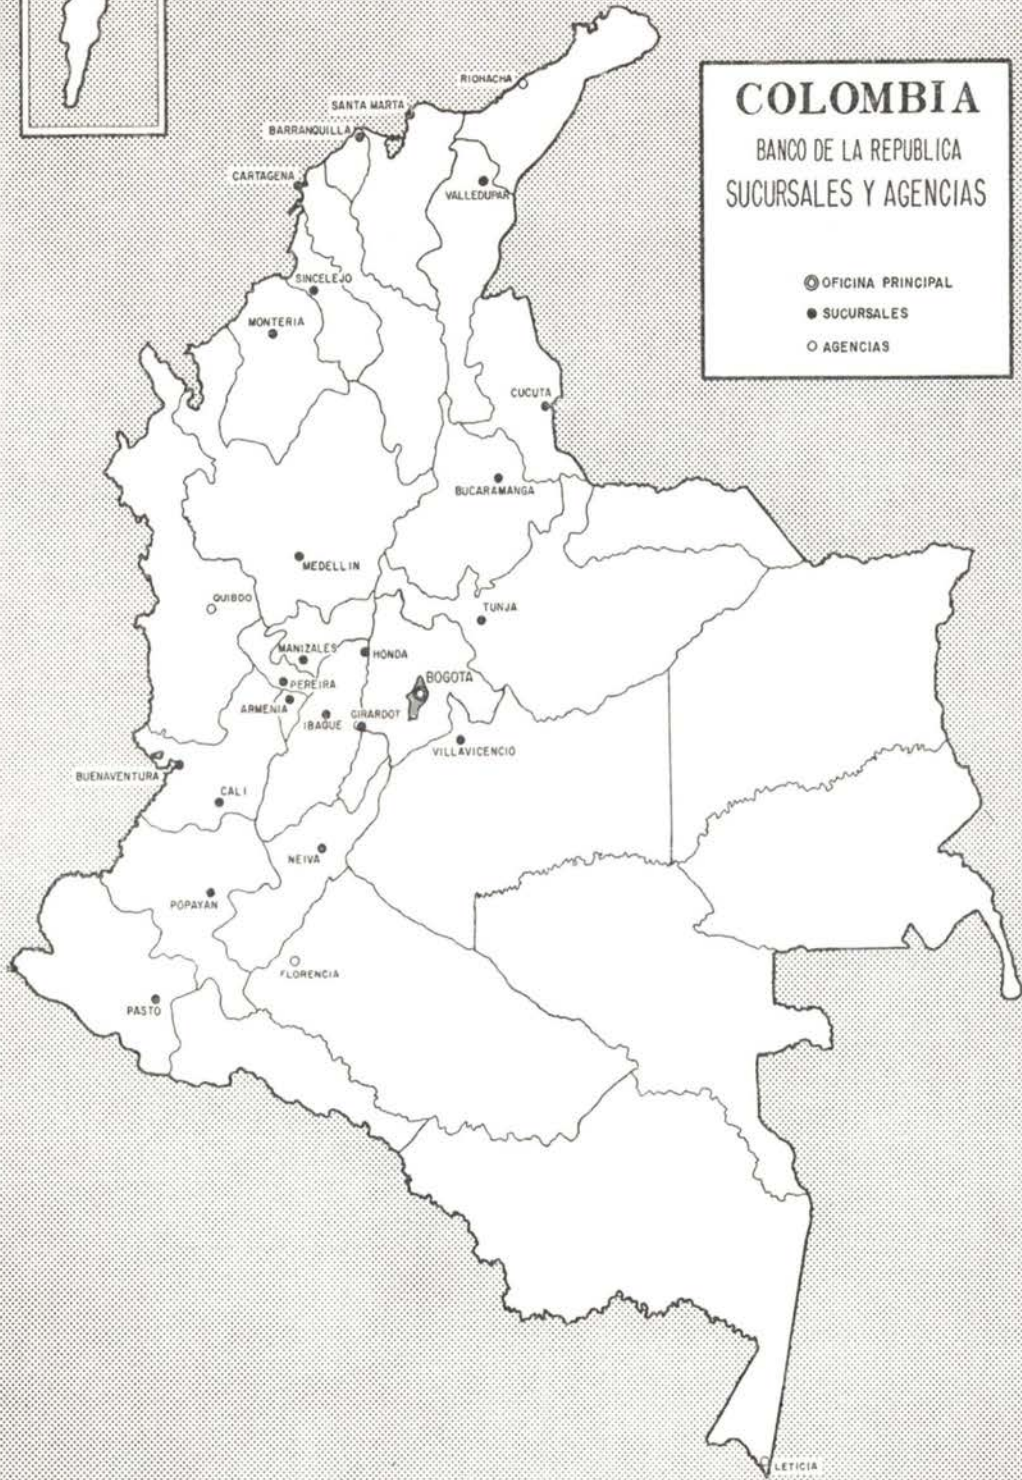 COLOMBIA
BANCO DE LA REPUBLICA
SUCURSALES Y AGENCIAS
OFICINA PRINCIPAL
SUCURSALES
AGENCIAS
RIOHACHA
SANTA MARTA
BARRANQUILLA
CARTAGENA
VALLEDUPAR
SINCELEJO
MONTERIA
CUCUTA
BUCARAMANGA
MEDELLIN
QUIBDO
TUNJA
MANIZALES
HONDA
PEREIRA
BOGOTA
ARMENIA
IBAGUE
GIRARDOT
VILLAVICENCIO
BUENAVENTURA
CALI
NEIVA
POPAYAN
FLORENCIA
PASTO
LETICIA